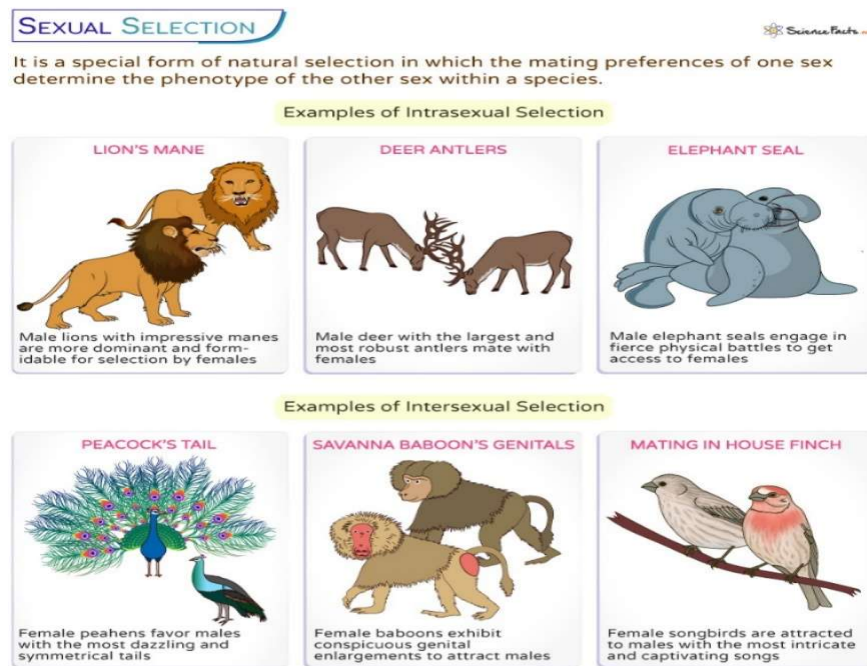 SEXUAL SELECTION
Science Facts
It is a special form of natural selection in which the mating preferences of one sex
determine the phenotype of the other sex within a species.
Examples of Intrasexual Selection
LION'S MANE
Male lions with impressive manes
are more dominant and form-
idable for selection by females
DEER ANTLERS
Male deer with the largest and
most robust antlers mate with
females
ELEPHANT SEAL
Male elephant seals engage in
fierce physical battles to get
access to females
Examples of Intersexual Selection
PEACOCK'S TAIL
Female peahens favor males
with the most dazzling and
symmetrical tails
SAVANNA BABOON'S GENITALS
Female baboons exhibit
conspicuous genital
enlargements to attract males
MATING IN HOUSE FINCH
Female songbirds are attracted
to males with the most intricate
and captivating songs